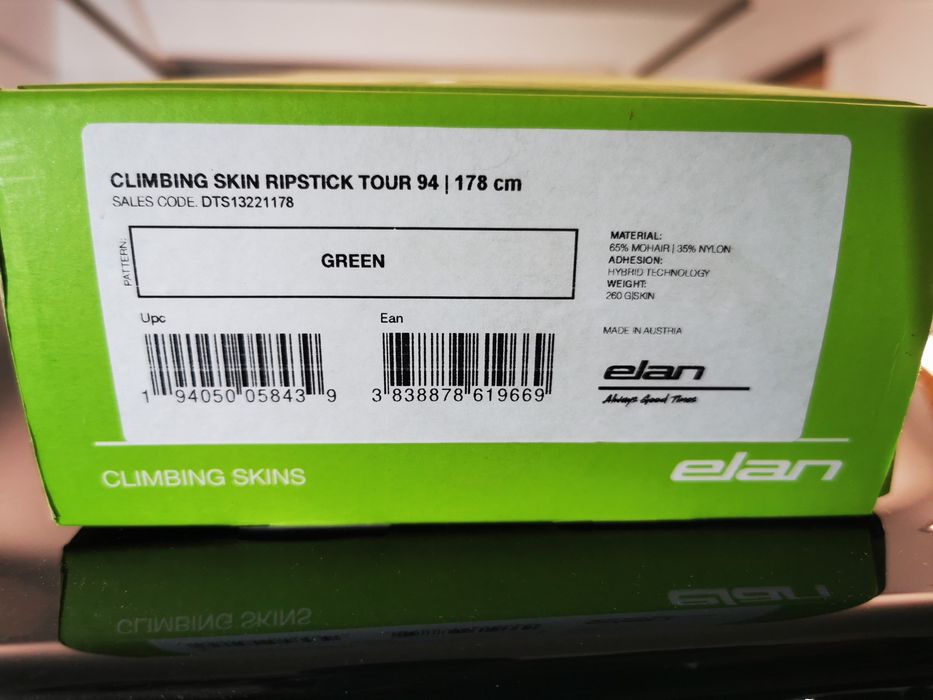 CLIMBING SKIN RIPSTICK TOUR 94 | 178 cm
SALES CODE. DTS13221178
PATTERN:
GREEN
MATERIAL:
65% MOHAIR | 35% NYLON
ADHESION:
HYBRID TECHNOLOGY
WEIGHT:
260 G|SKIN
Upc
1 94050 05843 9
Ean
3 838878 619669
MADE IN AUSTRIA
elan
Always Good Times
CLIMBING SKINS
elan